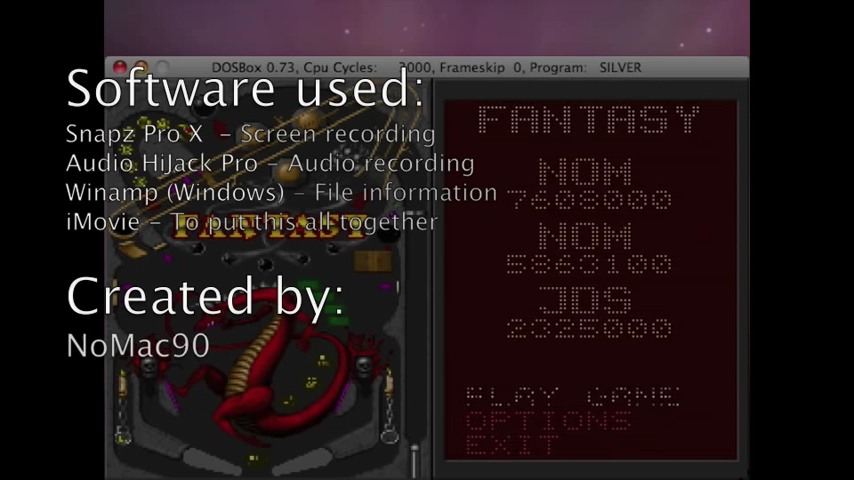 DOSBox 0.73, Cpu Cycles: 3000, Frameskip 0, Program: SILVER
Software used:
Snapz Pro X – Screen recording
Audio HiJack Pro – Audio recording
Winamp (Windows) – File information
iMovie – To put this all together
Created by:
NoMac90
FANTASY
FANTASY
NOM
7608000
NOM
5863100
JDS
2325000
PLAY GAME
OPTIONS
EXIT